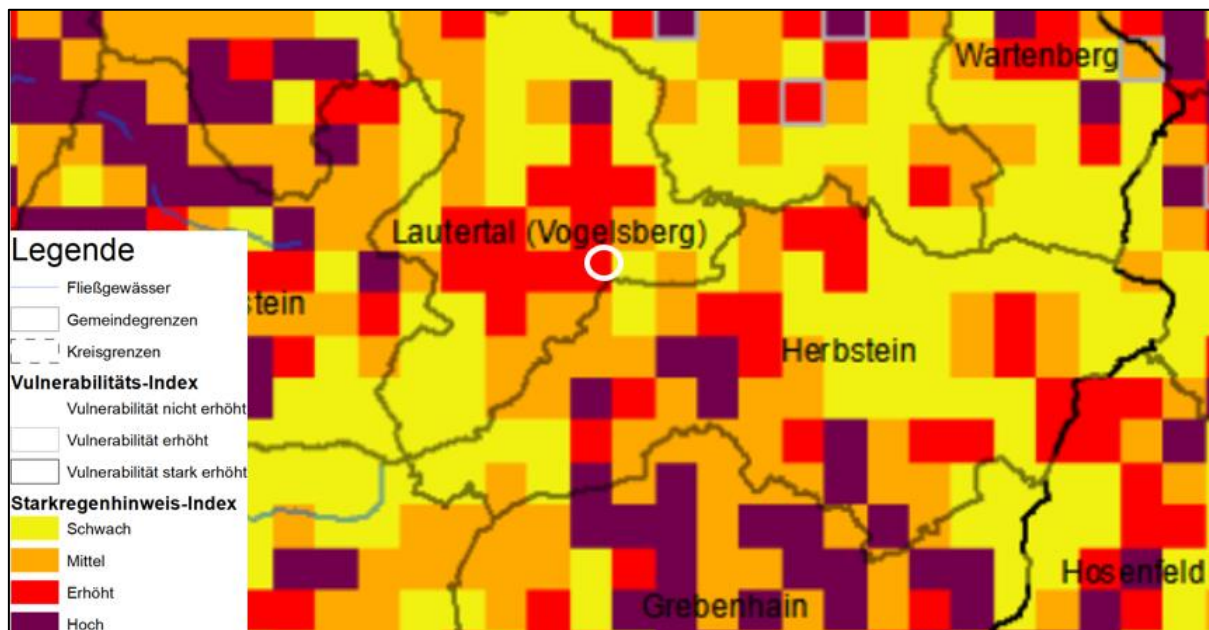 Wartenberg
Lautertal (Vogelsberg)
Herbstein
Hosenfeld
Grebenhain
stein
Legende
Fließgewässer
Gemeindegrenzen
Kreisgrenzen
Vulnerabilitäts-Index
Vulnerabilität nicht erhöht
Vulnerabilität erhöht
Vulnerabilität stark erhöht
Starkregenhinweis-Index
Schwach
Mittel
Erhöht
Hoch